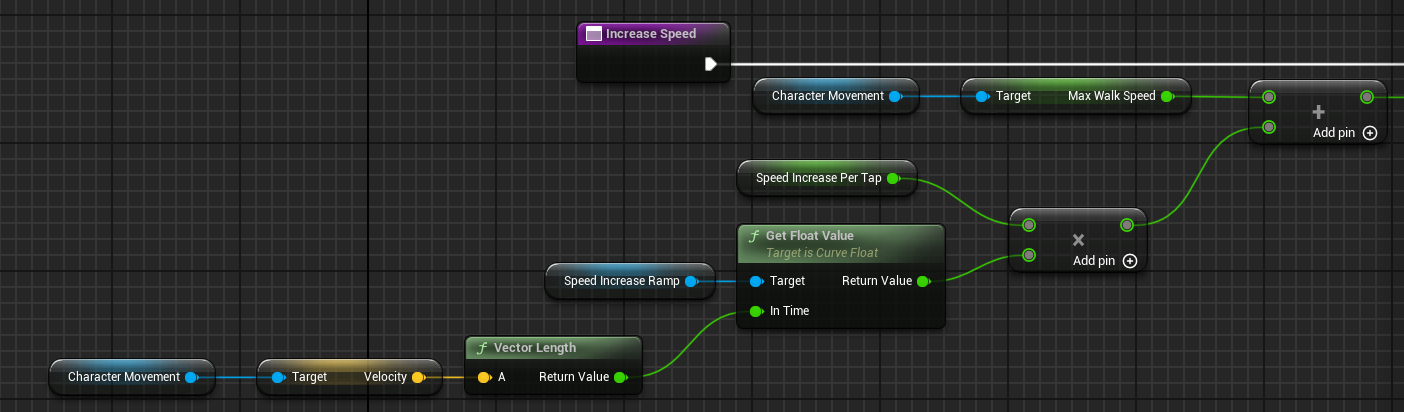 Increase Speed
Character Movement
Target Max Walk Speed
+
Add pin
Speed Increase Per Tap
×
Add pin
f Get Float Value
Target is Curve Float
Speed Increase Ramp
Target Return Value
In Time
f Vector Length
Character Movement
Target Velocity
A Return Value